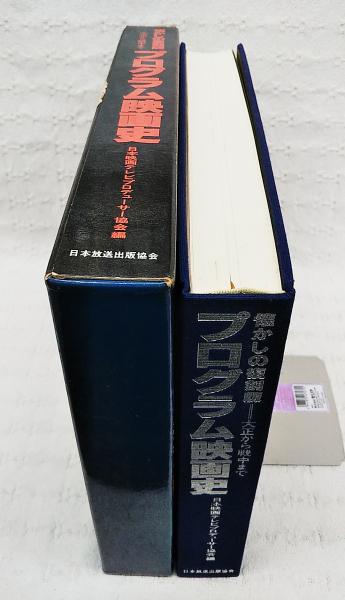 プログラム映画史
日本映画テレビプロデューサー協会編
日本放送出版協会
懐かしの復刻版――大正から戦中まで
プログラム映画史
日本映画テレビプロデューサー協会編
日本放送出版協会